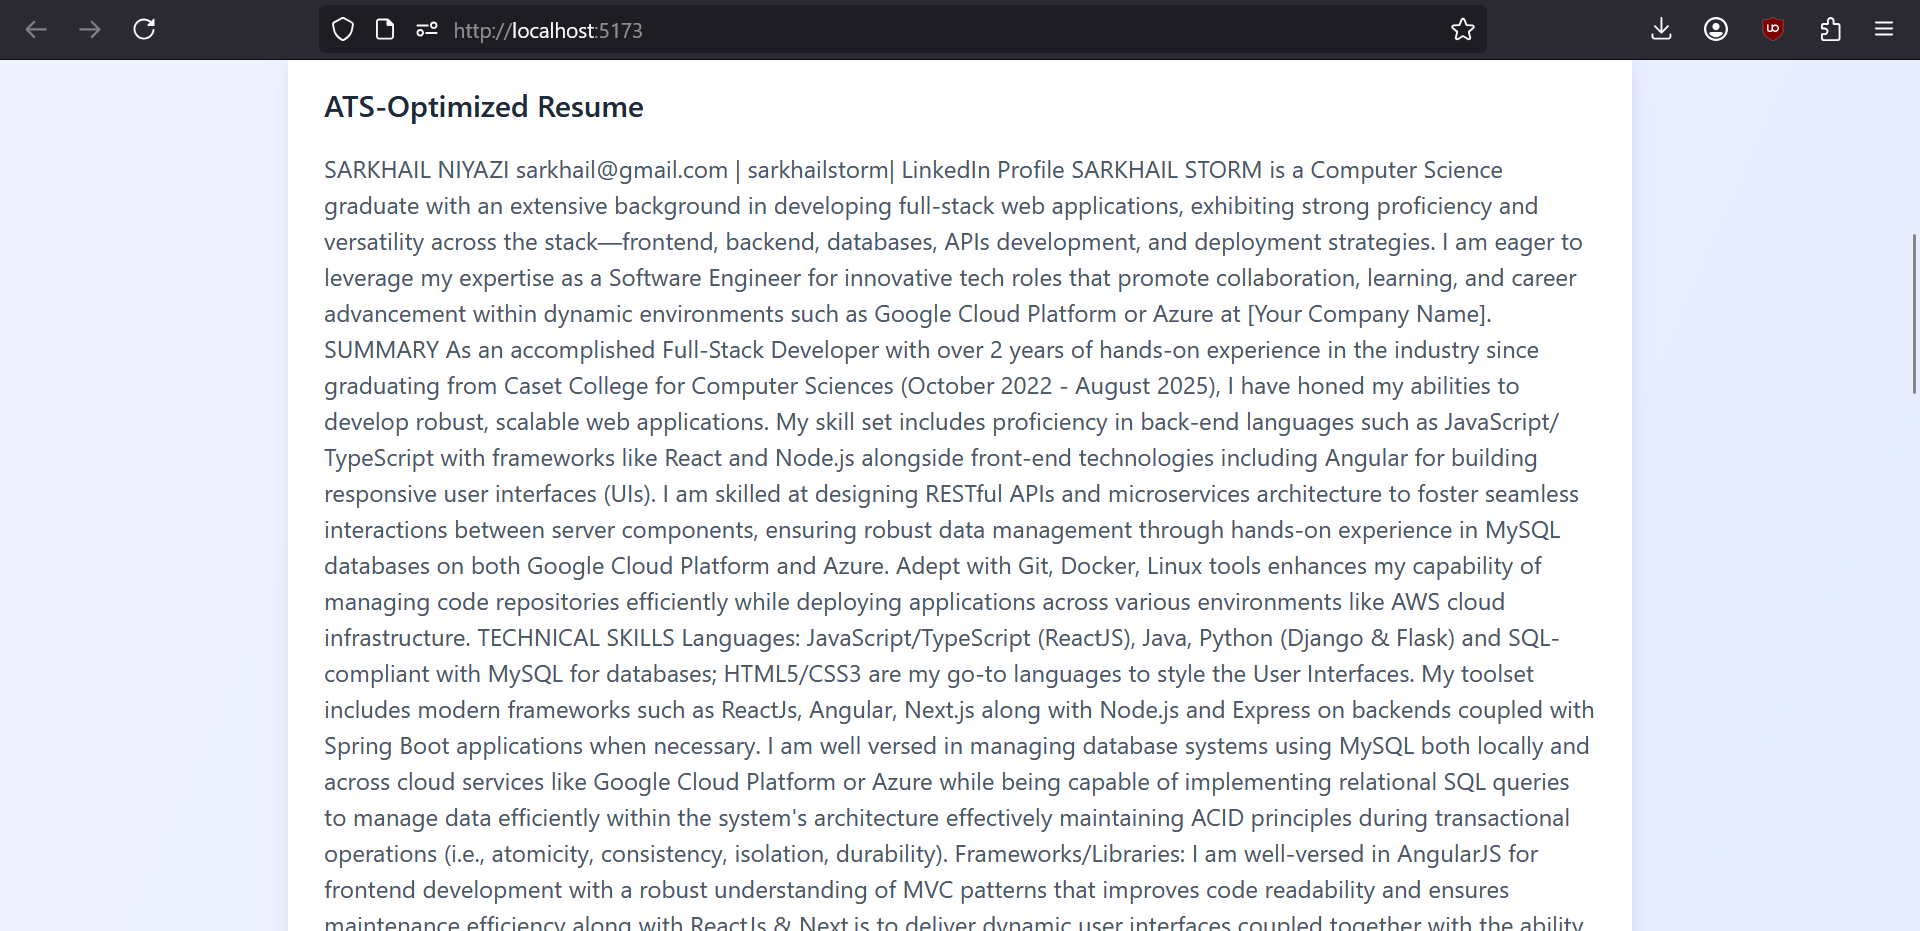 http://localhost:5173
ATS-Optimized Resume
SARKHAIL NIYAZI sarkhail@gmail.com | sarkhailstorm| LinkedIn Profile SARKHAIL STORM is a Computer Science
graduate with an extensive background in developing full-stack web applications, exhibiting strong proficiency and
versatility across the stack—frontend, backend, databases, APIs development, and deployment strategies. I am eager to
leverage my expertise as a Software Engineer for innovative tech roles that promote collaboration, learning, and career
advancement within dynamic environments such as Google Cloud Platform or Azure at [Your Company Name].
SUMMARY As an accomplished Full-Stack Developer with over 2 years of hands-on experience in the industry since
graduating from Caset College for Computer Sciences (October 2022 - August 2025), I have honed my abilities to
develop robust, scalable web applications. My skill set includes proficiency in back-end languages such as JavaScript/
TypeScript with frameworks like React and Node.js alongside front-end technologies including Angular for building
responsive user interfaces (UIs). I am skilled at designing RESTful APIs and microservices architecture to foster seamless
interactions between server components, ensuring robust data management through hands-on experience in MySQL
databases on both Google Cloud Platform and Azure. Adept with Git, Docker, Linux tools enhances my capability of
managing code repositories efficiently while deploying applications across various environments like AWS cloud
infrastructure. TECHNICAL SKILLS Languages: JavaScript/TypeScript (ReactJS), Java, Python (Django & Flask) and SQL-
compliant with MySQL for databases; HTML5/CSS3 are my go-to languages to style the User Interfaces. My toolset
includes modern frameworks such as ReactJs, Angular, Next.js along with Node.js and Express on backends coupled with
Spring Boot applications when necessary. I am well versed in managing database systems using MySQL both locally and
across cloud services like Google Cloud Platform or Azure while being capable of implementing relational SQL queries
to manage data efficiently within the system's architecture effectively maintaining ACID principles during transactional
operations (i.e., atomicity, consistency, isolation, durability). Frameworks/Libraries: I am well-versed in AngularJS for
frontend development with a robust understanding of MVC patterns that improves code readability and ensures
maintenance efficiency along with ReactJs & Next.js to deliver dynamic user interfaces coupled together with the ability